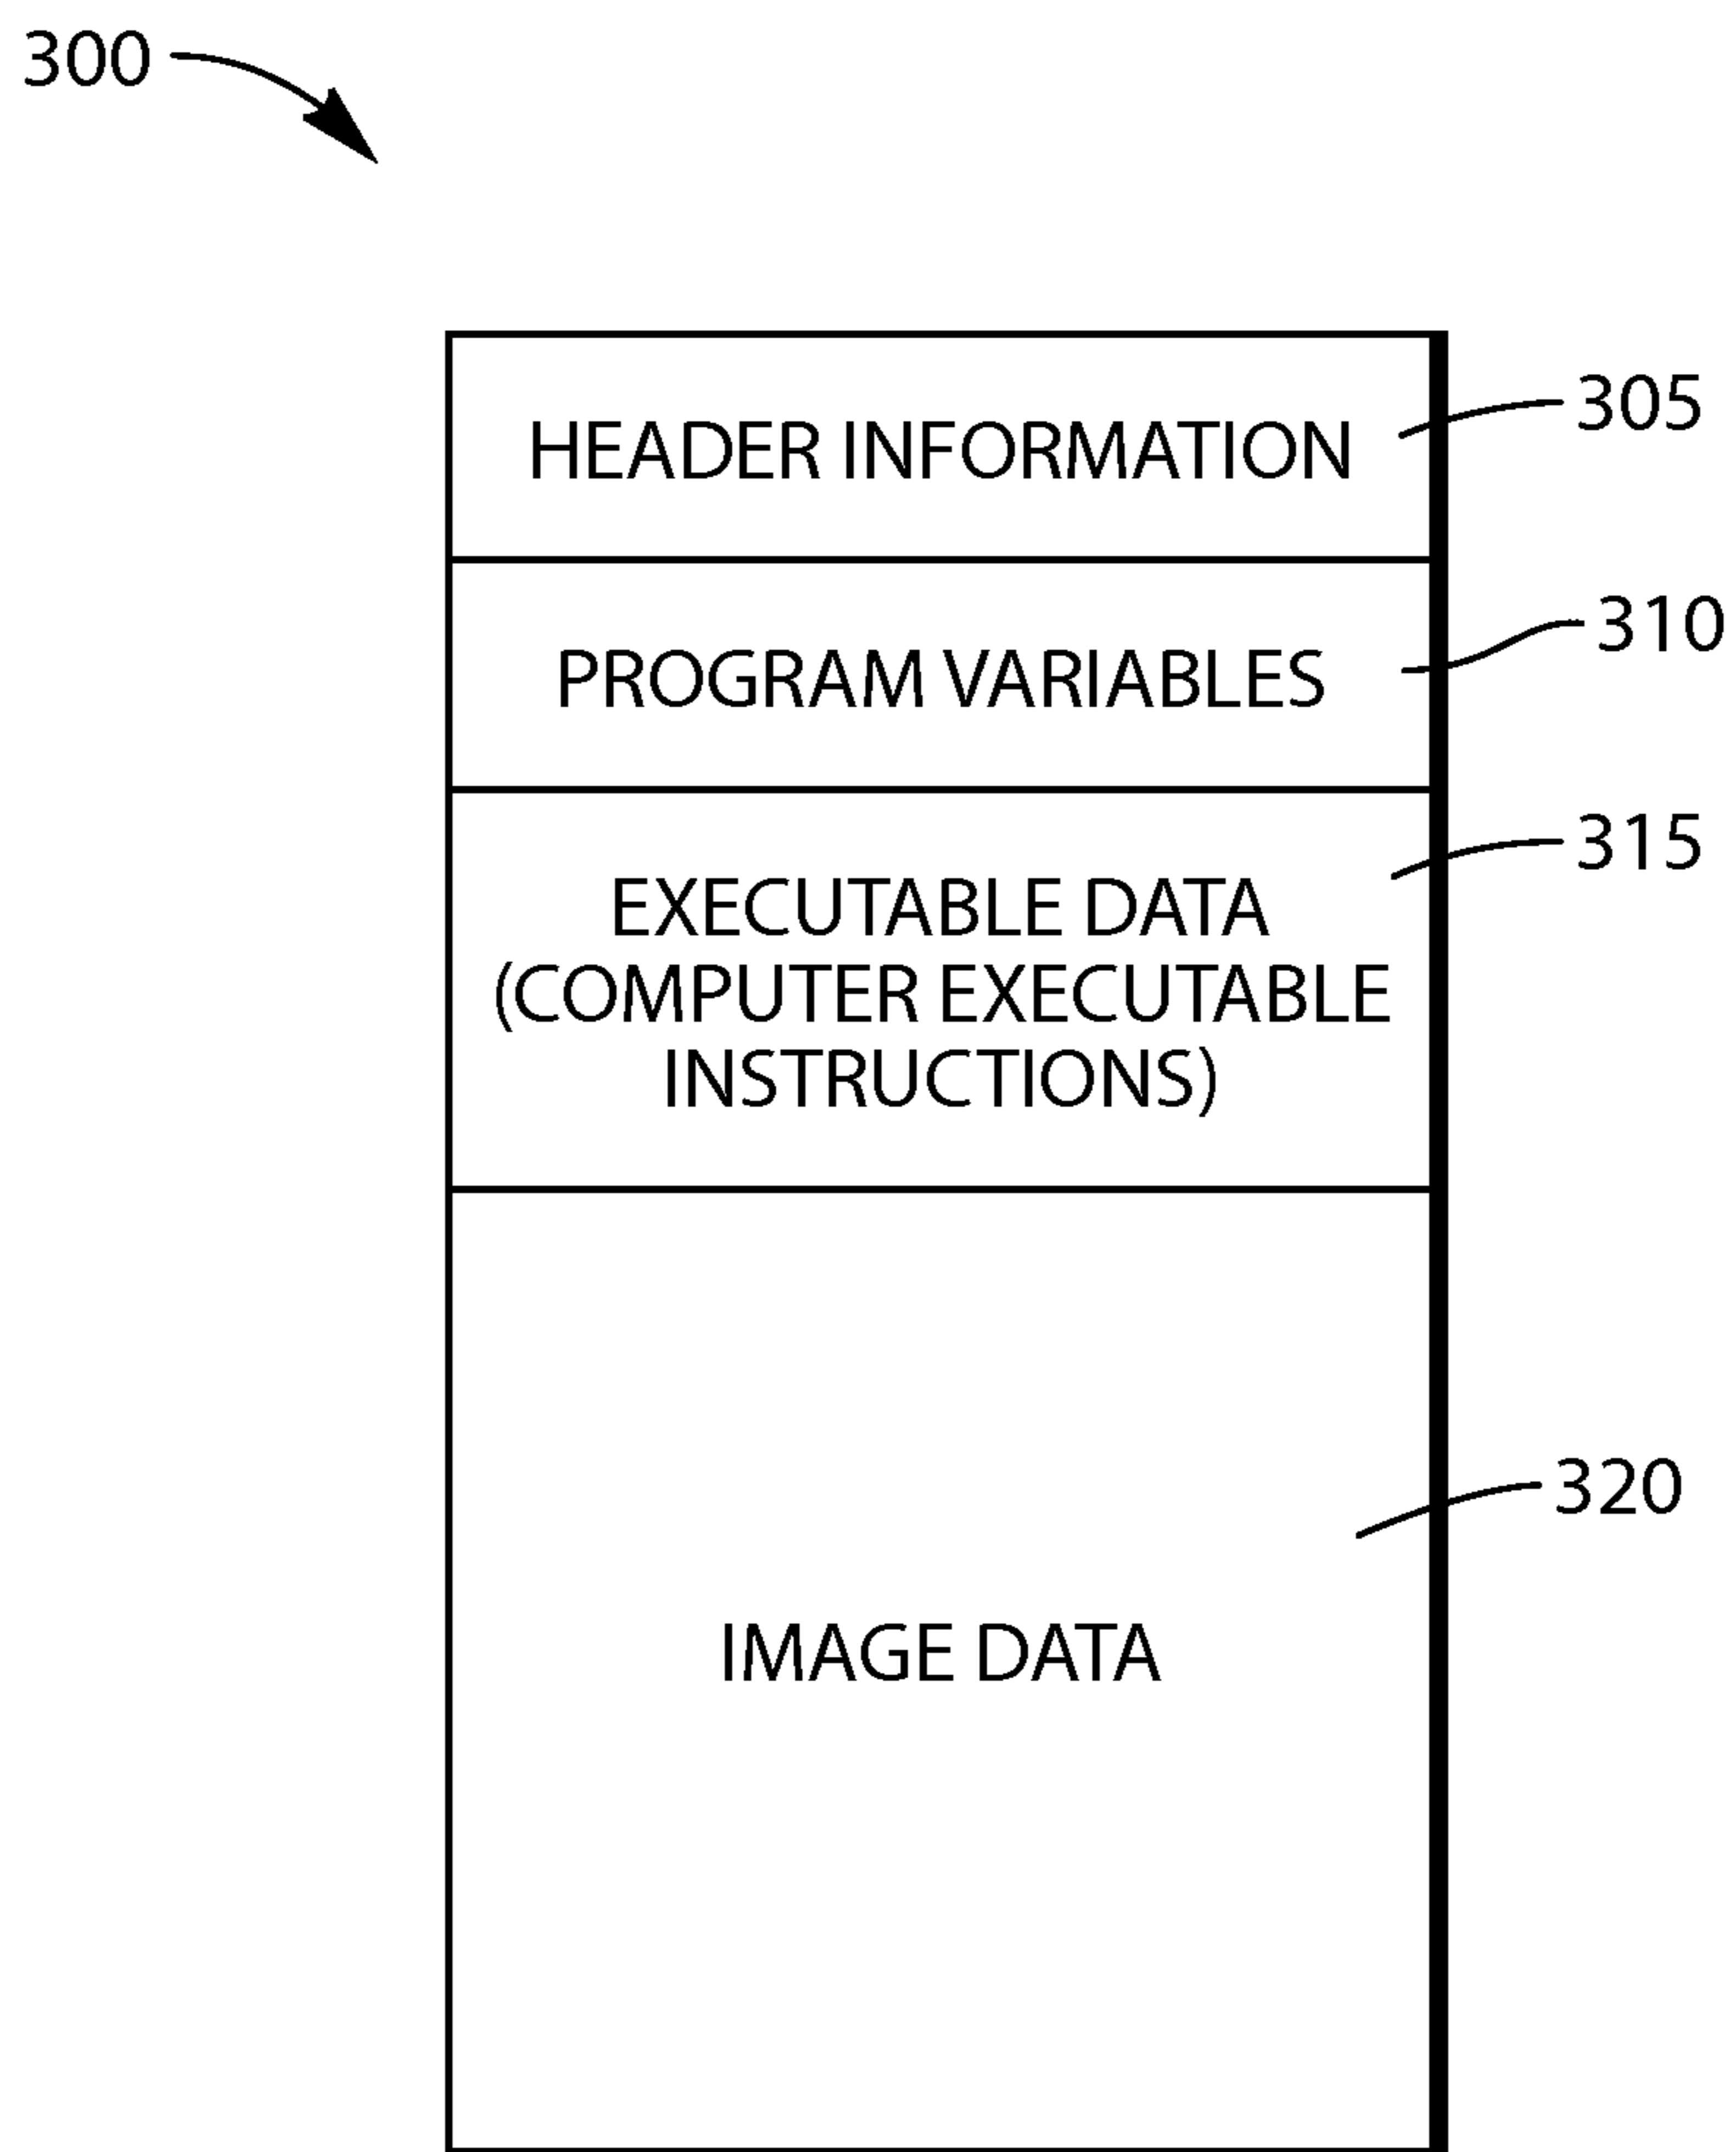 300
HEADER INFORMATION
305
PROGRAM VARIABLES
310
EXECUTABLE DATA
(COMPUTER EXECUTABLE
INSTRUCTIONS)
315
IMAGE DATA
320